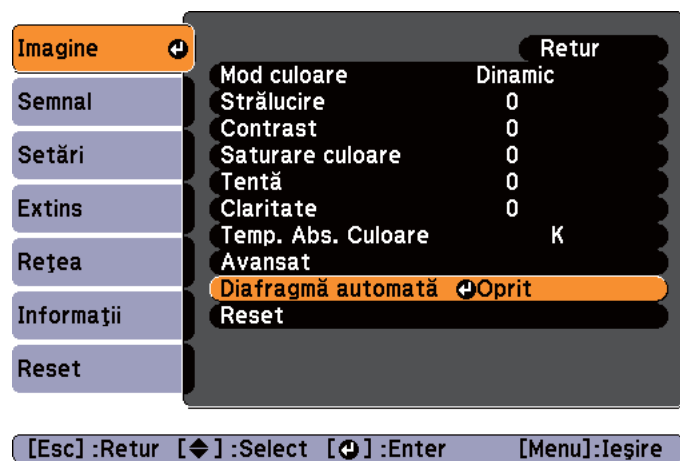 Imagine
Semnal
Setări
Extins
Reţea
Informaţii
Reset
Retur
Mod culoare Dinamic
Strălucire 0
Contrast 0
Saturare culoare 0
Tentă 0
Claritate 0
Temp. Abs. Culoare K
Avansat
Diafragmă automată Oprit
Reset
[Esc] :Retur [ ] :Select [ ] :Enter [Menu]:Ieşire